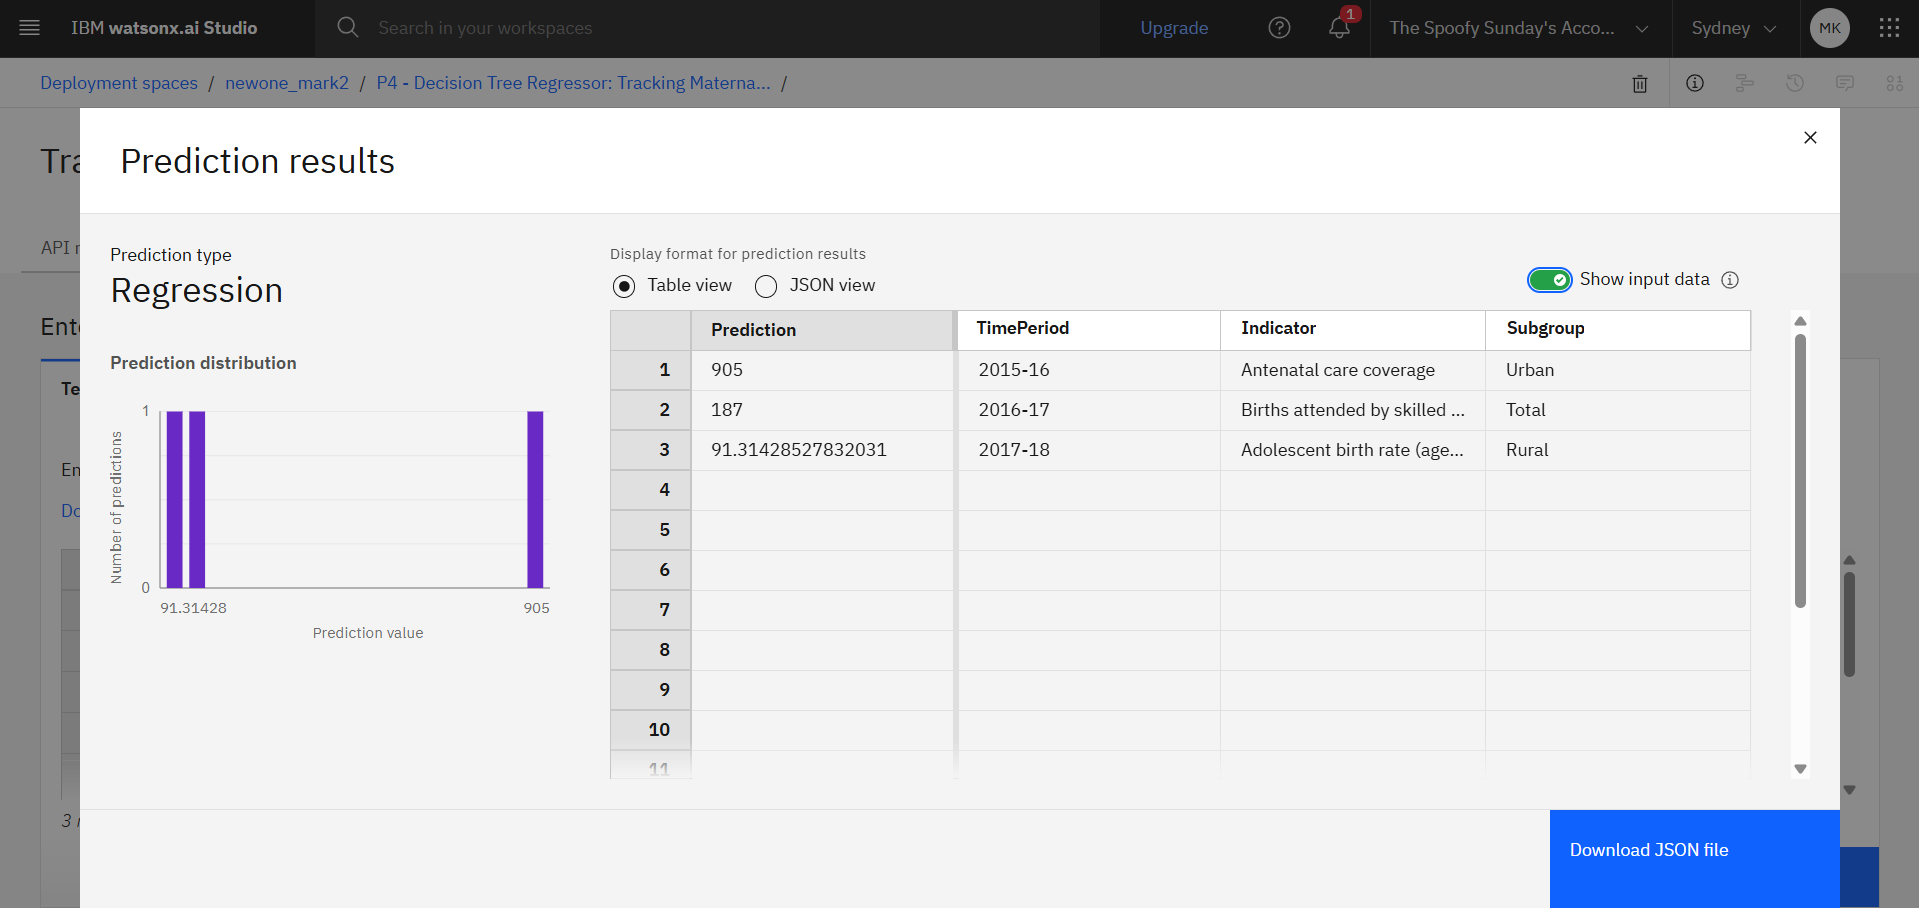 IBM watsonx.ai Studio
Search in your workspaces
Upgrade
1
The Spoofy Sunday's Acco...
Sydney
MK
Deployment spaces / newone_mark2 / P4 - Decision Tree Regressor: Tracking Materna... /
Prediction results
API
Prediction type
Regression
Prediction distribution
Number of predictions
1
0
91.31428
905
Prediction value
Display format for prediction results
Table view
JSON view
Show input data
Prediction TimePeriod Indicator Subgroup
1 905 2015-16 Antenatal care coverage Urban
2 187 2016-17 Births attended by skilled ... Total
3 91.31428527832031 2017-18 Adolescent birth rate (age... Rural
4
5
6
7
8
9
10
11
3
Download JSON file